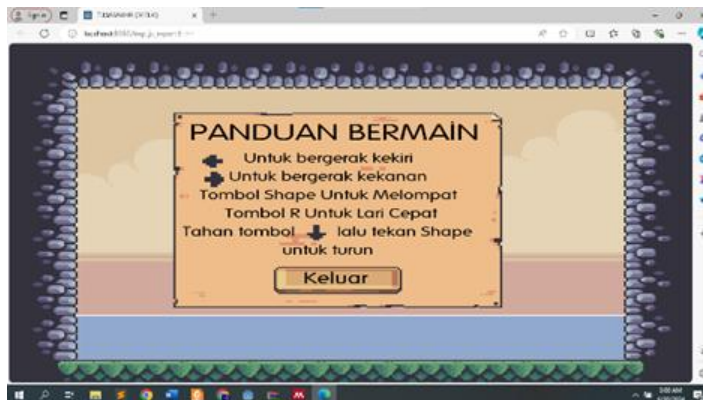 PANDUAN BERMAIN
Untuk bergerak kekiri
Untuk bergerak kekanan
Tombol Shape Untuk Melompat
Tombol R Untuk Lari Cepat
Tahan tombol lalu tekan Shape
untuk turun
Keluar